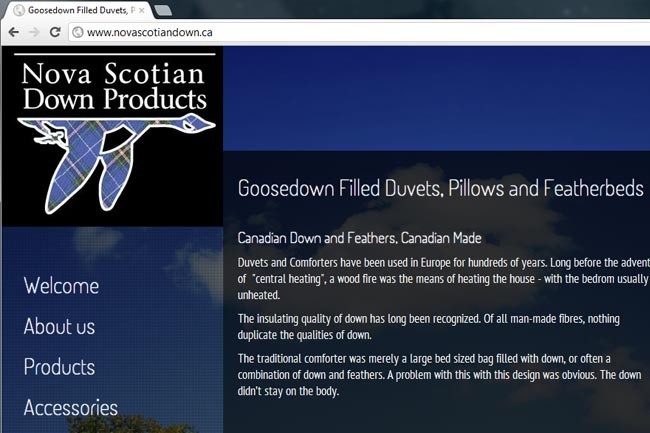 Goosedown Filled Duvets, P
www.novascotiandown.ca
Nova Scotian
Down Products
Welcome
About us
Products
Accessories
Goosedown Filled Duvets, Pillows and Featherbeds
Canadian Down and Feathers, Canadian Made
Duvets and Comforters have been used in Europe for hundreds of years. Long before the advent
of "central heating", a wood fire was the means of heating the house - with the bedrom usually
unheated.
The insulating quality of down has long been recognized. Of all man-made fibres, nothing
duplicate the qualities of down.
The traditional comforter was merely a large bed sized bag filled with down, or often a
combination of down and feathers. A problem with this with this design was obvious. The down
didn't stay on the body.